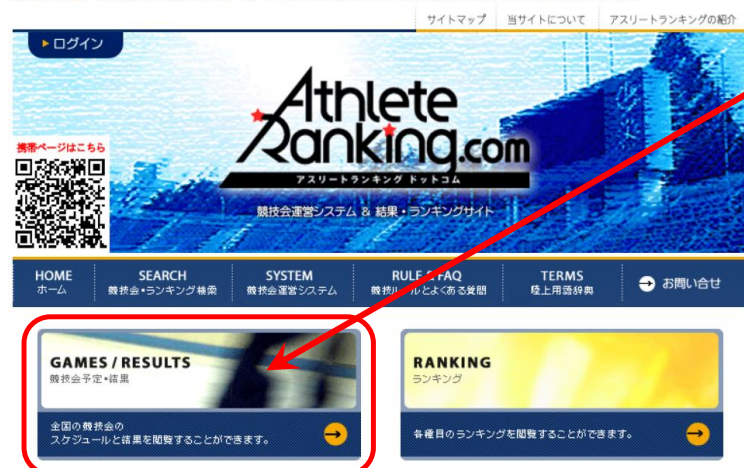 サイトマップ 当サイトについて アスリートランキングの紹介
ログイン
Athlete
Ranking.com
アスリートランキング ドットコム
携帯ページはこちら
競技会運営システム & 結果・ランキングサイト
HOME SEARCH SYSTEM RULE & FAQ TERMS
ホーム 競技会・ランキング検索 競技会運営システム 競技ルールとよくある質問 陸上用語辞典 お問い合せ
GAMES / RESULTS
競技会予定・結果
全国の競技会の
スケジュールと結果を閲覧することができます。
RANKING
ランキング
各種目のランキングを閲覧することができます。